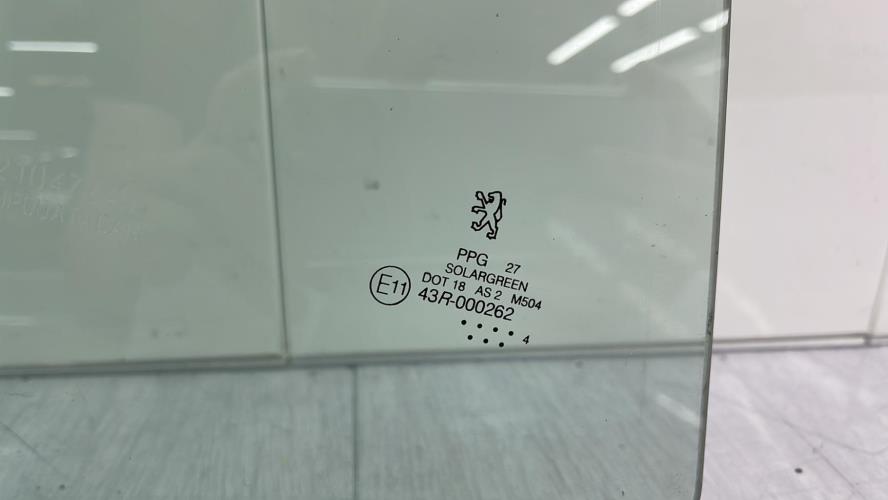 PPG 27
SOLARGREEN
DOT 18 AS 2 M504
E11
43R-000262
4